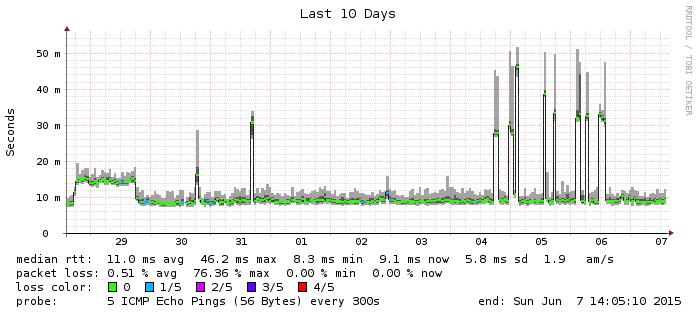 Last 10 Days
RRDTOOL / TOBI OETIKER
Seconds
50 m
40 m
30 m
20 m
10 m
0
29 30 31 01 02 03 04 05 06 07
median rtt: 11.0 ms avg 46.2 ms max 8.3 ms min 9.1 ms now 5.8 ms sd 1.9 am/s
packet loss: 0.51 % avg 76.36 % max 0.00 % min 0.00 % now
loss color: 0 1/5 2/5 3/5 4/5
probe: 5 ICMP Echo Pings (56 Bytes) every 300s end: Sun Jun 7 14:05:10 2015